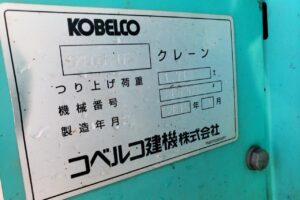 KOBELCO
クレーン
つり上げ荷重 t
機械番号
製造年月 年 月
コベルコ建機株式会社